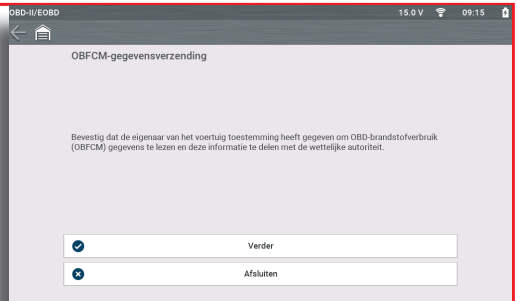 OBD-II/EOBD 15.0 V 09:15
OBFCM-gegevensverzending
Bevestig dat de eigenaar van het voertuig toestemming heeft gegeven om OBD-brandstofverbruik
(OBFCM) gegevens te lezen en deze informatie te delen met de wettelijke autoriteit.
Verder
Afsluiten